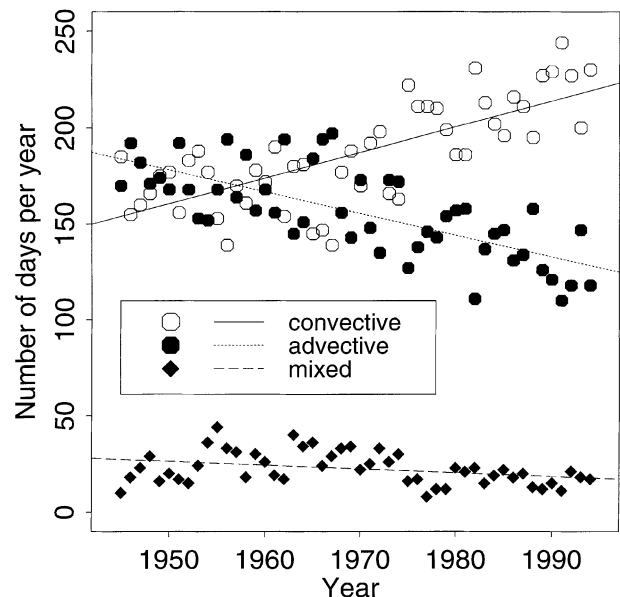 Number of days per year
250
200
150
100
50
0
convective
advective
mixed
1950 1960 1970 1980 1990
Year